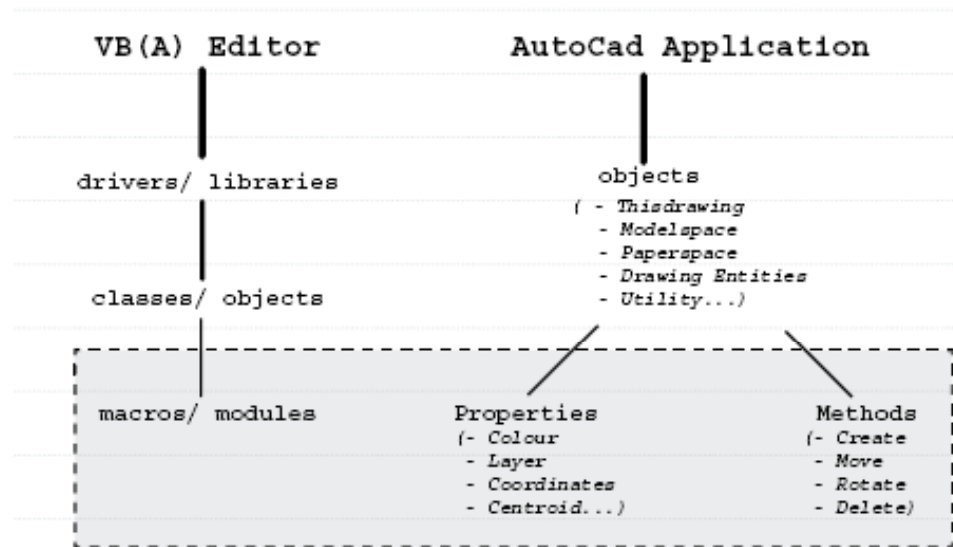 VB(A) Editor
AutoCad Application
drivers/ libraries
objects
( - Thisdrawing
- Modelspace
- Paperspace
- Drawing Entities
- Utility...)
classes/ objects
macros/ modules
Properties
(- Colour
- Layer
- Coordinates
- Centroid...)
Methods
(- Create
- Move
- Rotate
- Delete)